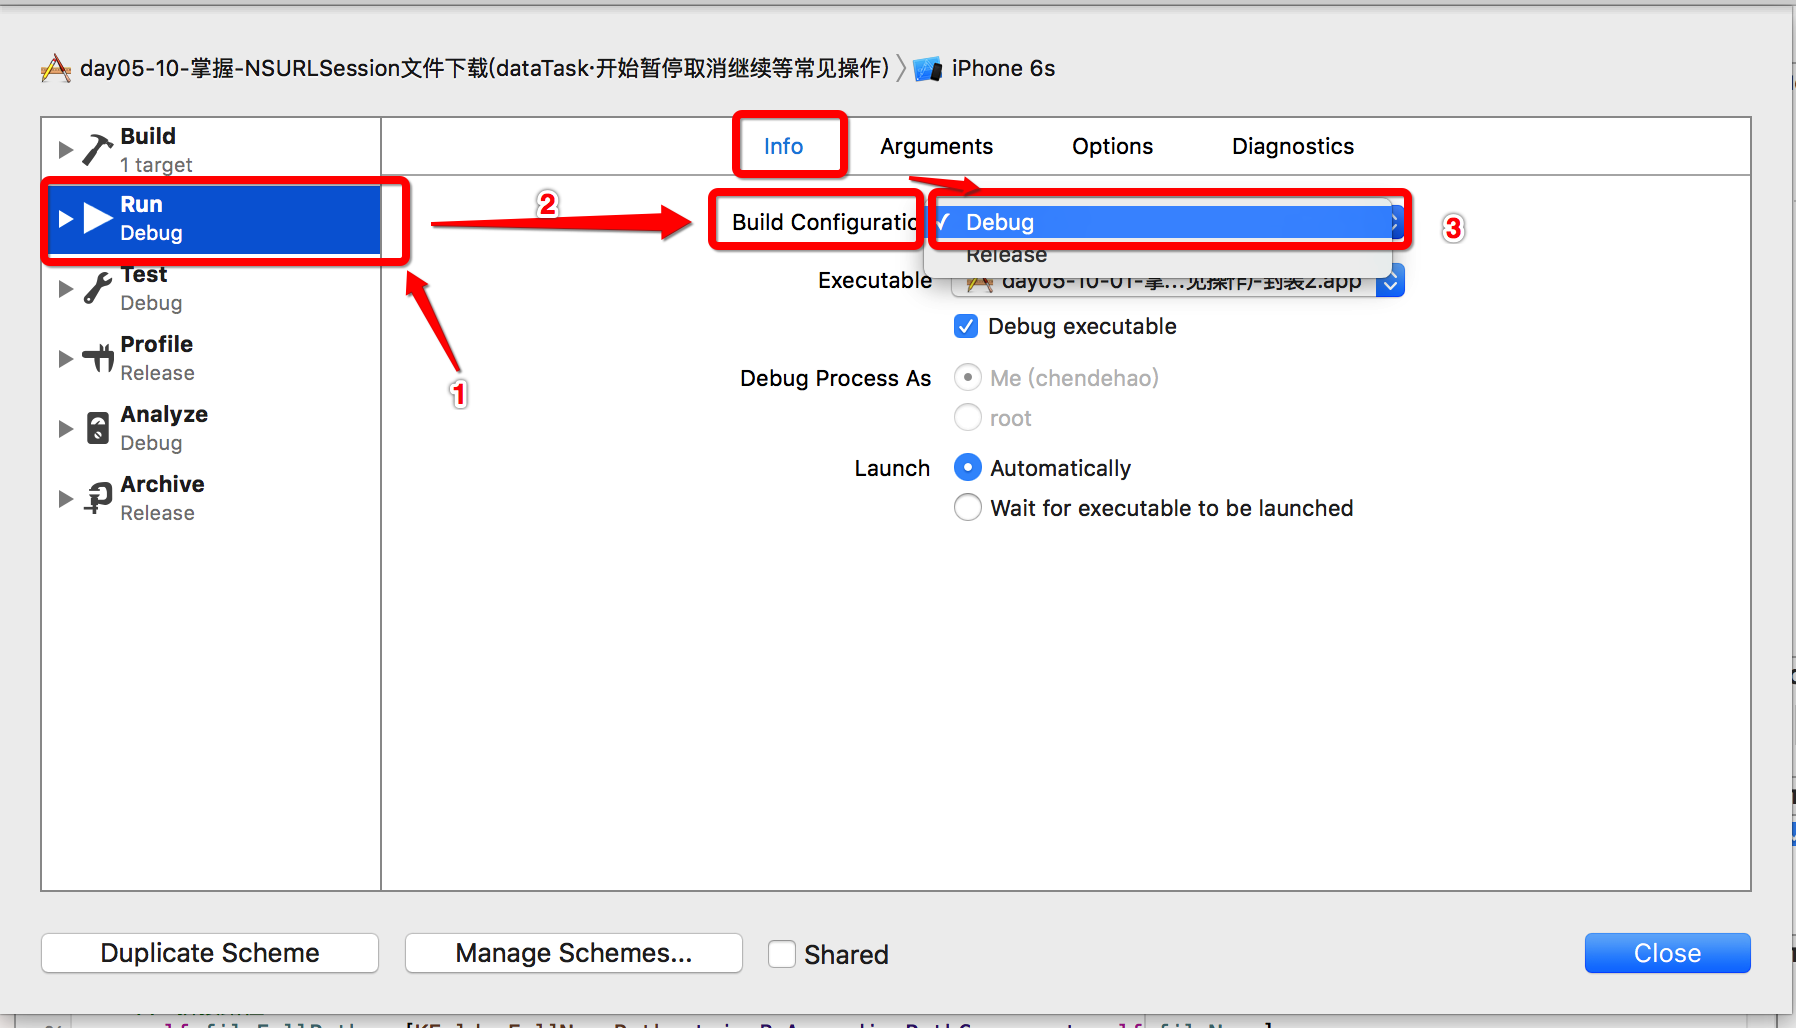 day05-10-掌握-NSURLSession文件下载(dataTask·开始暂停取消继续等常见操作) 〉 iPhone 6s
Build
1 target
Info
Arguments
Options
Diagnostics
Run
Debug
2
Build Configuratio
✓ Debug
3
Release
Test
Debug
Executable
day05-10-01-掌...见操作)-封装2.app
Debug executable
Profile
Release
Debug Process As
Me (chendehao)
1
root
Analyze
Debug
Launch
Automatically
Archive
Release
Wait for executable to be launched
Duplicate Scheme
Manage Schemes...
Shared
Close